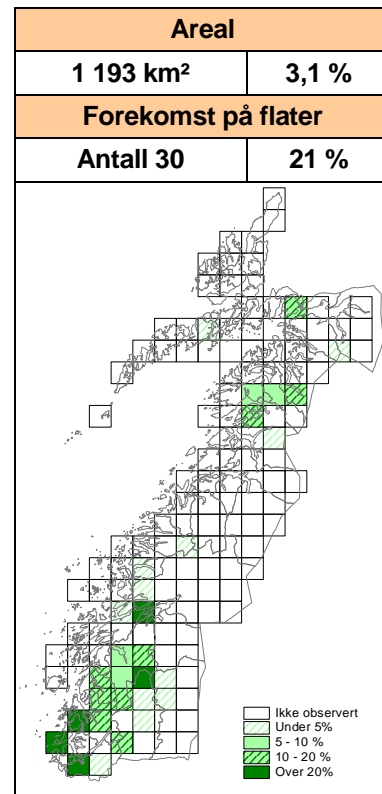 Areal
1 193 km² 3,1 %
Forekomst på flater
Antall 30 21 %
Ikke observert
Under 5%
5 - 10 %
10 - 20 %
Over 20%